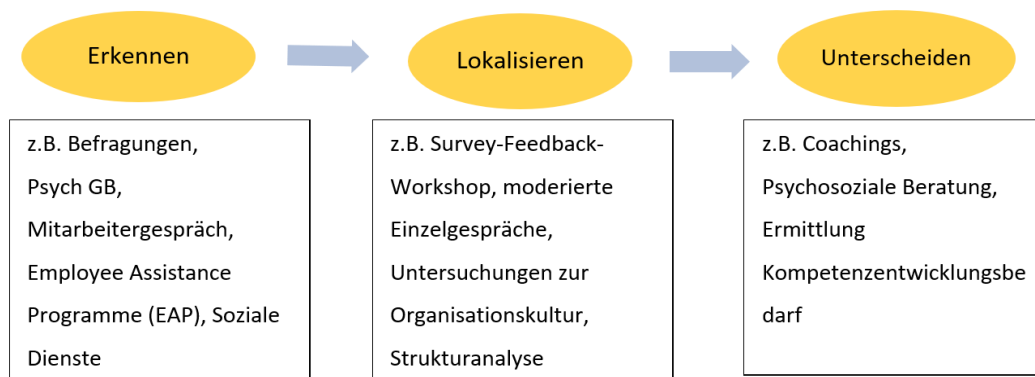 Erkennen
Lokalisieren
Unterscheiden
z.B. Befragungen,
Psych GB,
Mitarbeitergespräch,
Employee Assistance
Programme (EAP), Soziale
Dienste
z.B. Survey-Feedback-
Workshop, moderierte
Einzelgespräche,
Untersuchungen zur
Organisationskultur,
Strukturanalyse
z.B. Coachings,
Psychosoziale Beratung,
Ermittlung
Kompetenzentwicklungsbe
darf